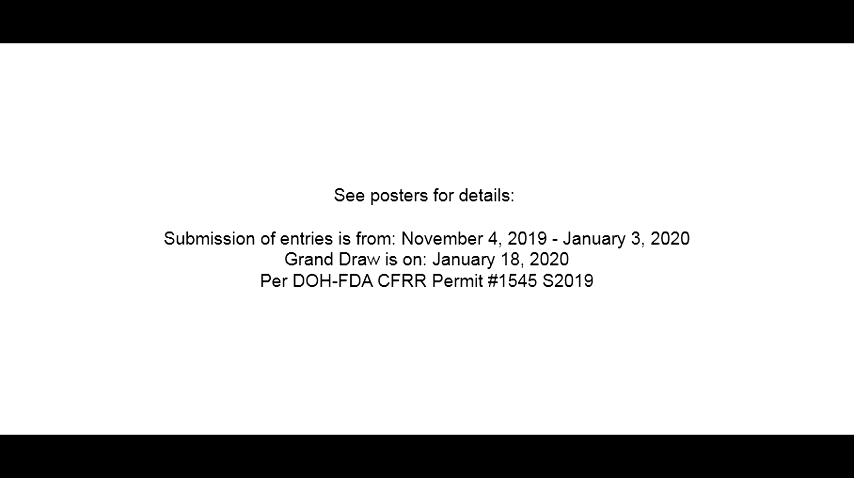 See posters for details:
Submission of entries is from: November 4, 2019 - January 3, 2020
Grand Draw is on: January 18, 2020
Per DOH-FDA CFRR Permit #1545 S2019